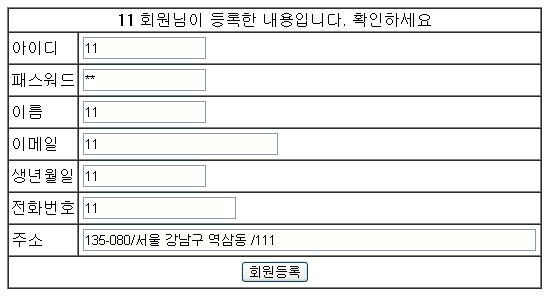 11 회원님이 등록한 내용입니다. 확인하세요
아이디 11
패스워드 **
이름 11
이메일 11
생년월일 11
전화번호 11
주소 135-080/서울 강남구 역삼동 /111
회원등록